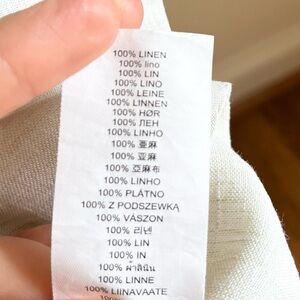 100% LINEN
100% lino
100% LIN
100% LINO
100% LEINE
100% LINNEN
100% HØR
100% ЛЕН
100% LINHO
100% 亜麻
100% 亚麻
100% 亞麻布
100% LINHO
100% PLÁTNO
100% Z PODSZEWKĄ
100% VÁSZON
100% 리넨
100% LIN
100% IN
100% ผ้าลินิน
100% LINNE
100% LIINAVAATE